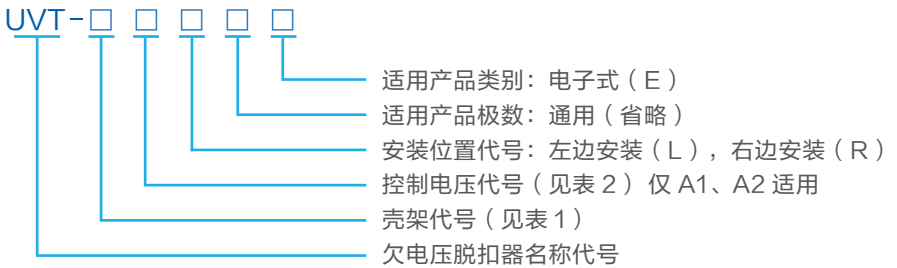 UVT-□ □ □ □ □
适用产品类别：电子式（E）
适用产品极数：通用（省略）
安装位置代号：左边安装（L），右边安装（R）
控制电压代号（见表 2） 仅 A1、A2 适用
壳架代号（见表 1）
欠电压脱扣器名称代号